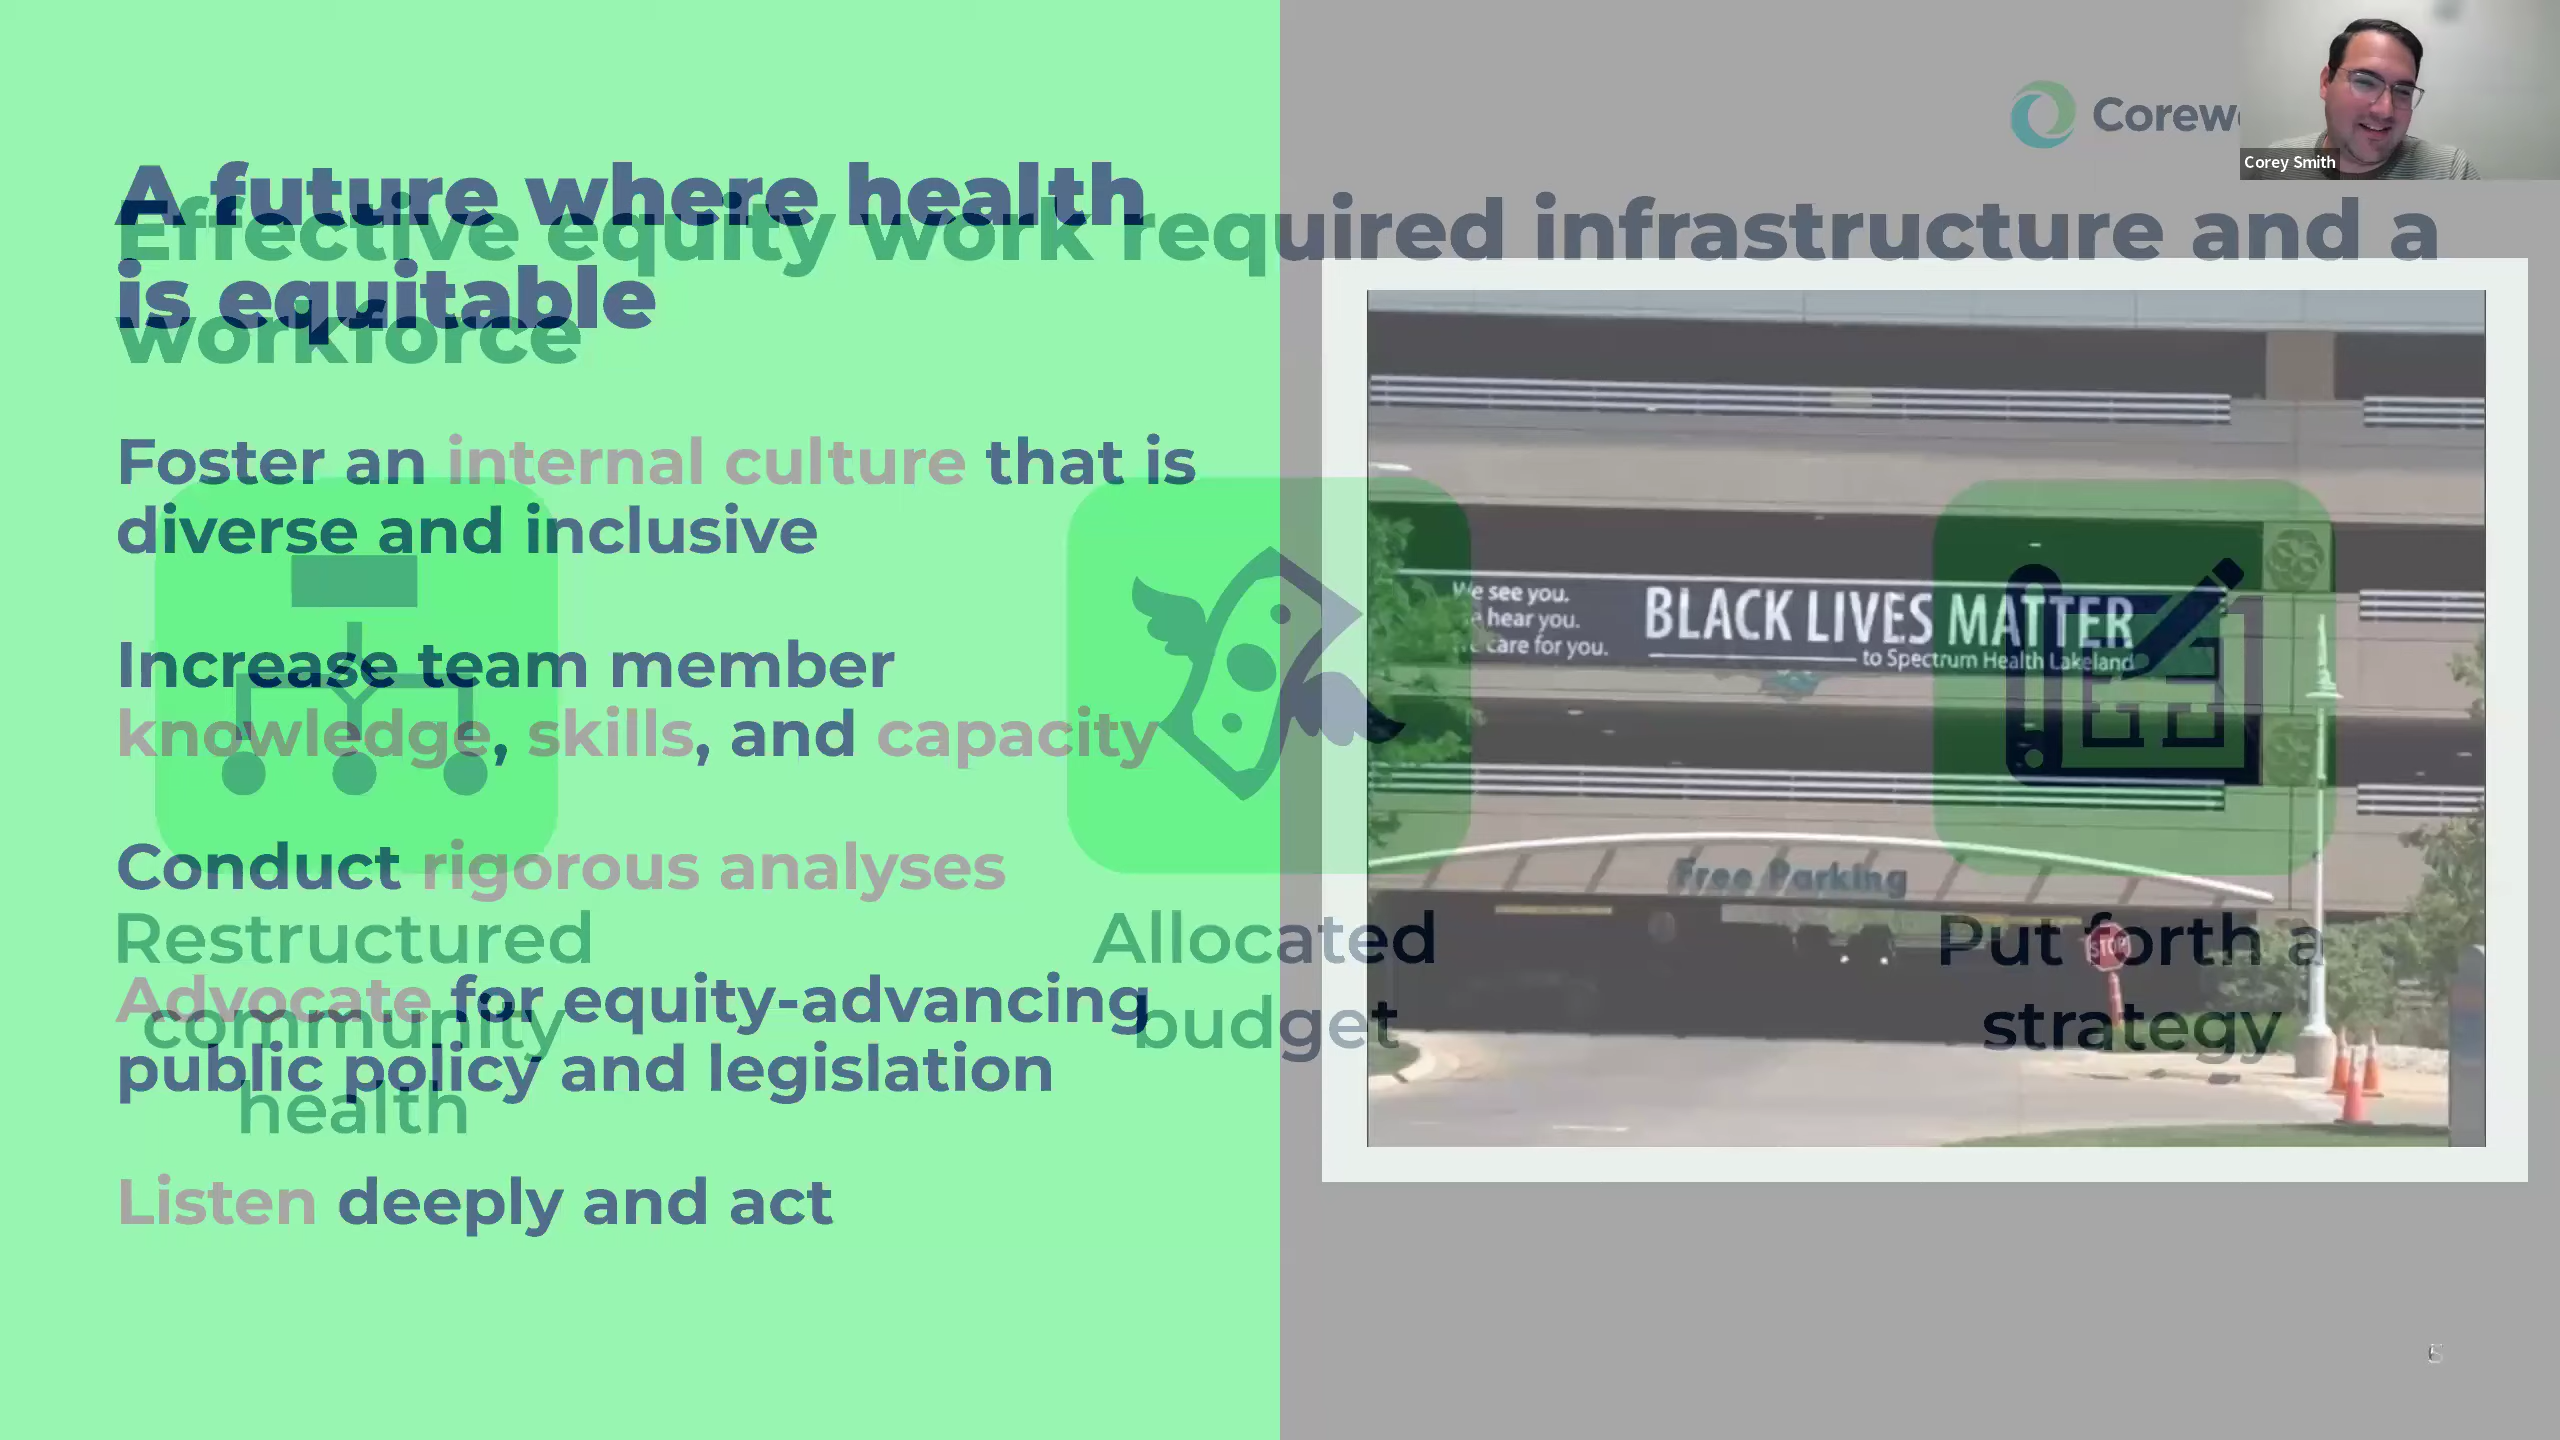 A future where health
is equitable
Foster an internal culture that is
diverse and inclusive
Increase team member
knowledge, skills, and capacity
Conduct rigorous analyses
Advocate for equity-advancing
public policy and legislation
Listen deeply and act
Effective equity work required infrastructure and a
workforce
Restructured
community
health
Allocated
budget
Put forth a
strategy
We see you.
We hear you.
We care for you.
BLACK LIVES MATTER
to Spectrum Health Lakeland
Free Parking
STOP
Corew
Corey Smith